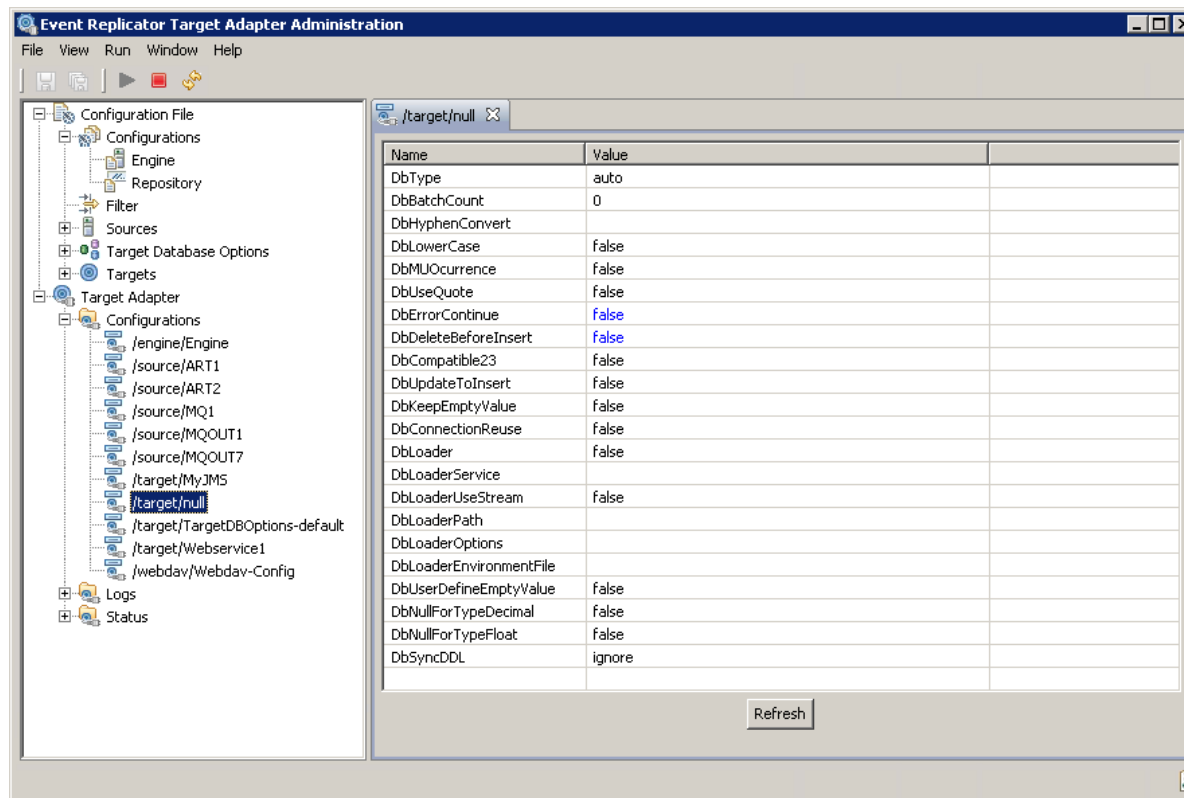 Event Replicator Target Adapter Administration
File View Run Window Help
Configuration File
Configurations
Engine
Repository
Filter
Sources
Target Database Options
Targets
Target Adapter
Configurations
/engine/Engine
/source/ART1
/source/ART2
/source/MQ1
/source/MQOUT1
/source/MQOUT7
/target/MyJMS
/target/null
/target/TargetDBOptions-default
/target/Webservice1
/webdav/Webdav-Config
Logs
Status
/target/null
Name Value
DbType auto
DbBatchCount 0
DbHyphenConvert
DbLowerCase false
DbMUOcurrence false
DbUseQuote false
DbErrorContinue false
DbDeleteBeforeInsert false
DbCompatible23 false
DbUpdateToInsert false
DbKeepEmptyValue false
DbConnectionReuse false
DbLoader false
DbLoaderService
DbLoaderUseStream false
DbLoaderPath
DbLoaderOptions
DbLoaderEnvironmentFile
DbUserDefineEmptyValue false
DbNullForTypeDecimal false
DbNullForTypeFloat false
DbSyncDDL ignore
Refresh